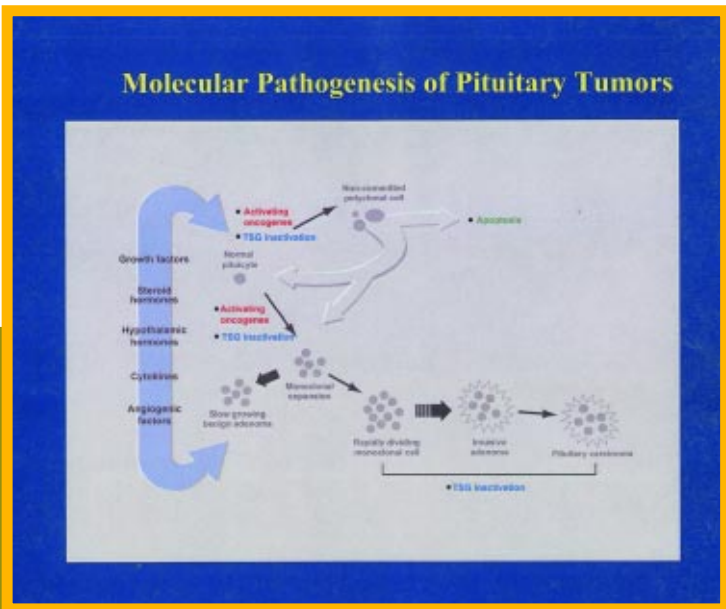 Molecular Pathogenesis of Pituitary Tumors
Non-comitted
polyclonal cell
• Activating
oncogenes
• TSG Inactivation
• Apoptosis
Growth factors
Normal
pituicyte
Steroid
hormones
• Activating
oncogenes
• TSG Inactivation
Hypothalamic
hormones
Cytokines
Monoclonal
expansion
Angiogenic
factors
Slow growing
benign adenoma
Rapidly dividing
monoclonal cell
Invasive
adenoma
Pituitary carcinoma
• TSG Inactivation